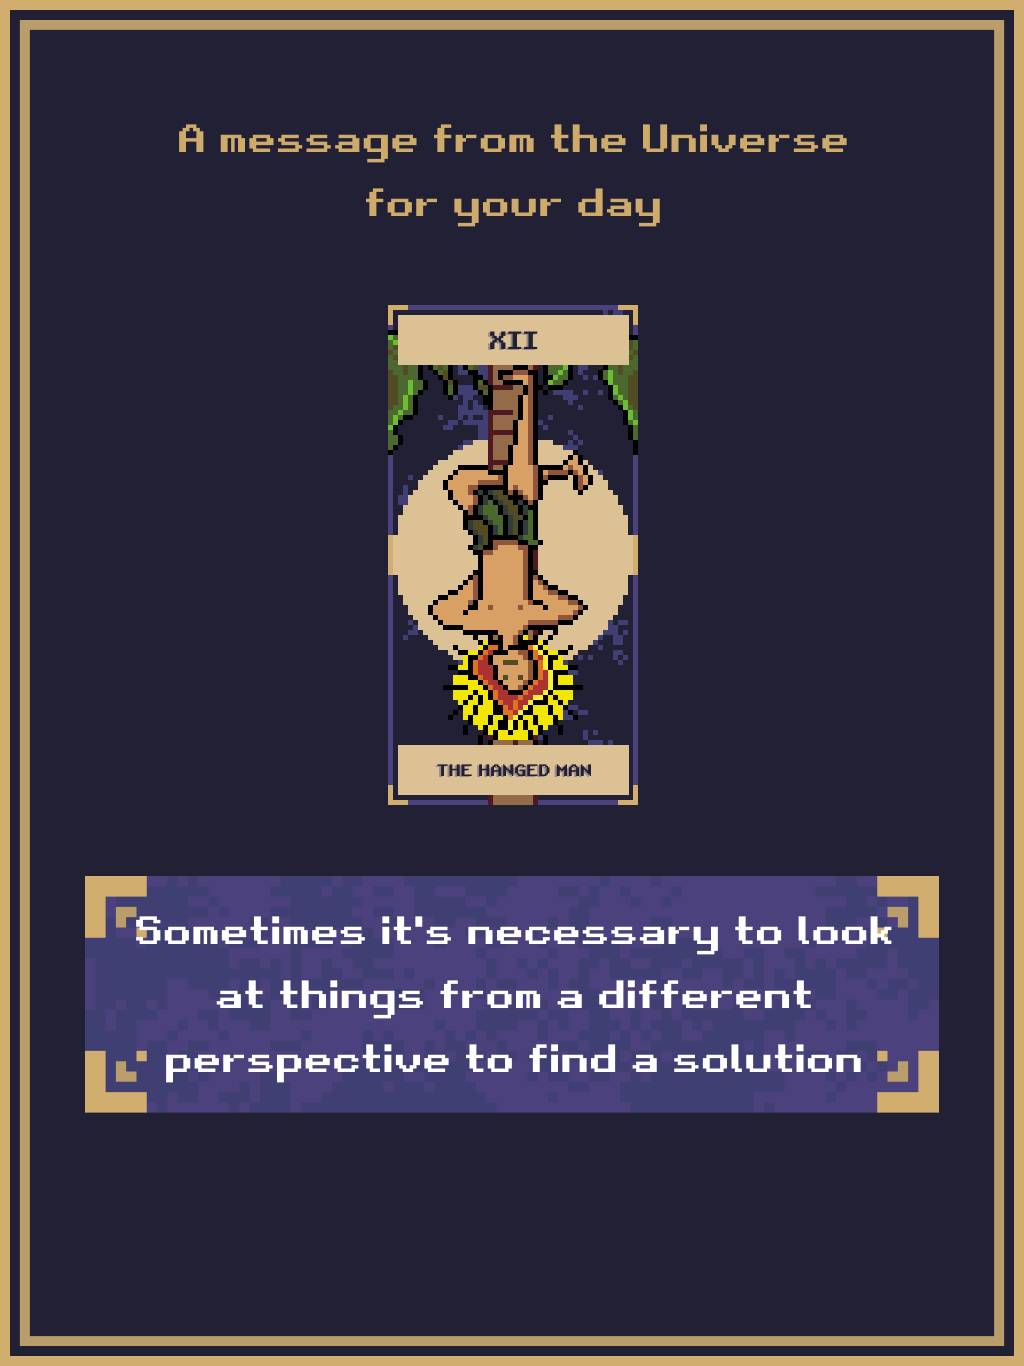 A message from the Universe
for your day
XII
THE HANGED MAN
Sometimes it's necessary to look
at things from a different
perspective to find a solution